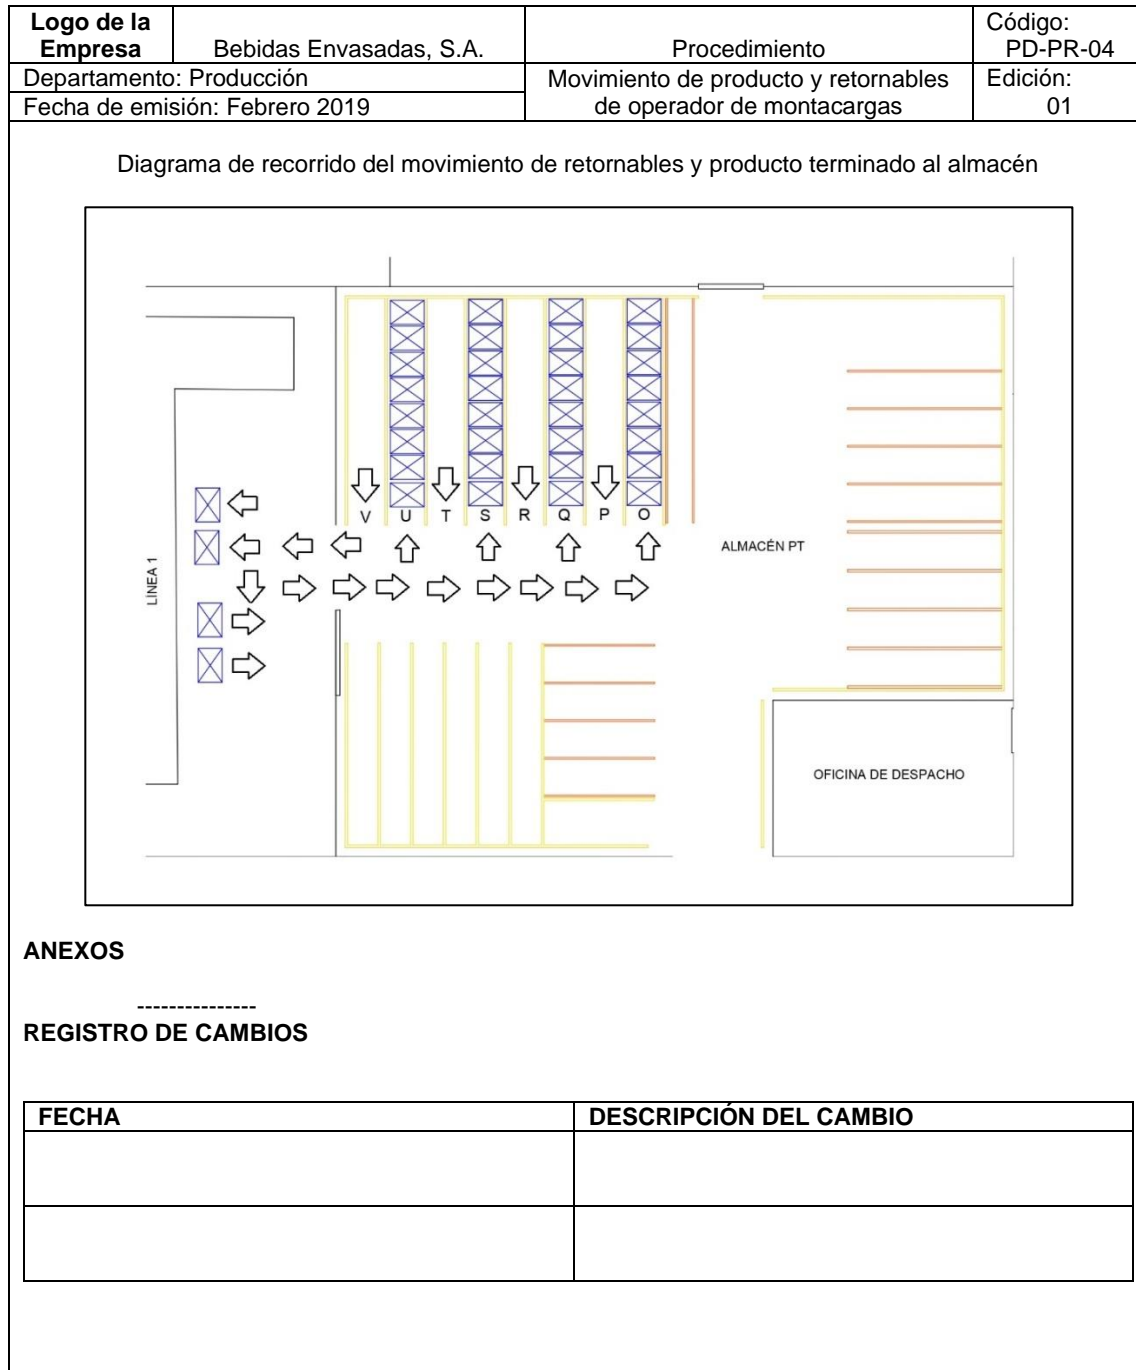 Logo de la
Empresa
Bebidas Envasadas, S.A.
Procedimiento
Código:
PD-PR-04
Departamento: Producción
Movimiento de producto y retornables
de operador de montacargas
Edición:
01
Fecha de emisión: Febrero 2019
Diagrama de recorrido del movimiento de retornables y producto terminado al almacén
V U T S R Q P O
ALMACÉN PT
LÍNEA 1
OFICINA DE DESPACHO
ANEXOS
---------------
REGISTRO DE CAMBIOS
FECHA
DESCRIPCIÓN DEL CAMBIO